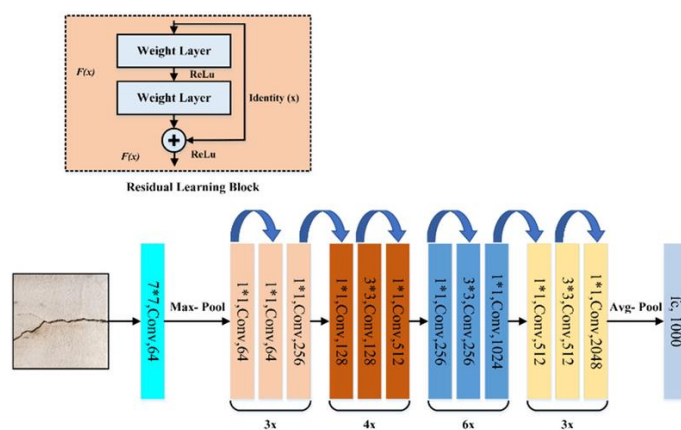 Weight Layer
F(x)
ReLu
Weight Layer
Identity (x)
+
F(x)
ReLu
Residual Learning Block
7*7,Conv,64
Max- Pool
1*1,Conv,64
1*1,Conv,64
1*1,Conv,256
1*1,Conv,128
3*3,Conv,128
1*1,Conv,512
1*1,Conv,256
3*3,Conv,256
1*1,Conv,1024
1*1,Conv,512
3*3,Conv,512
1*1,Conv,2048
Avg- Pool
3x
4x
6x
3x